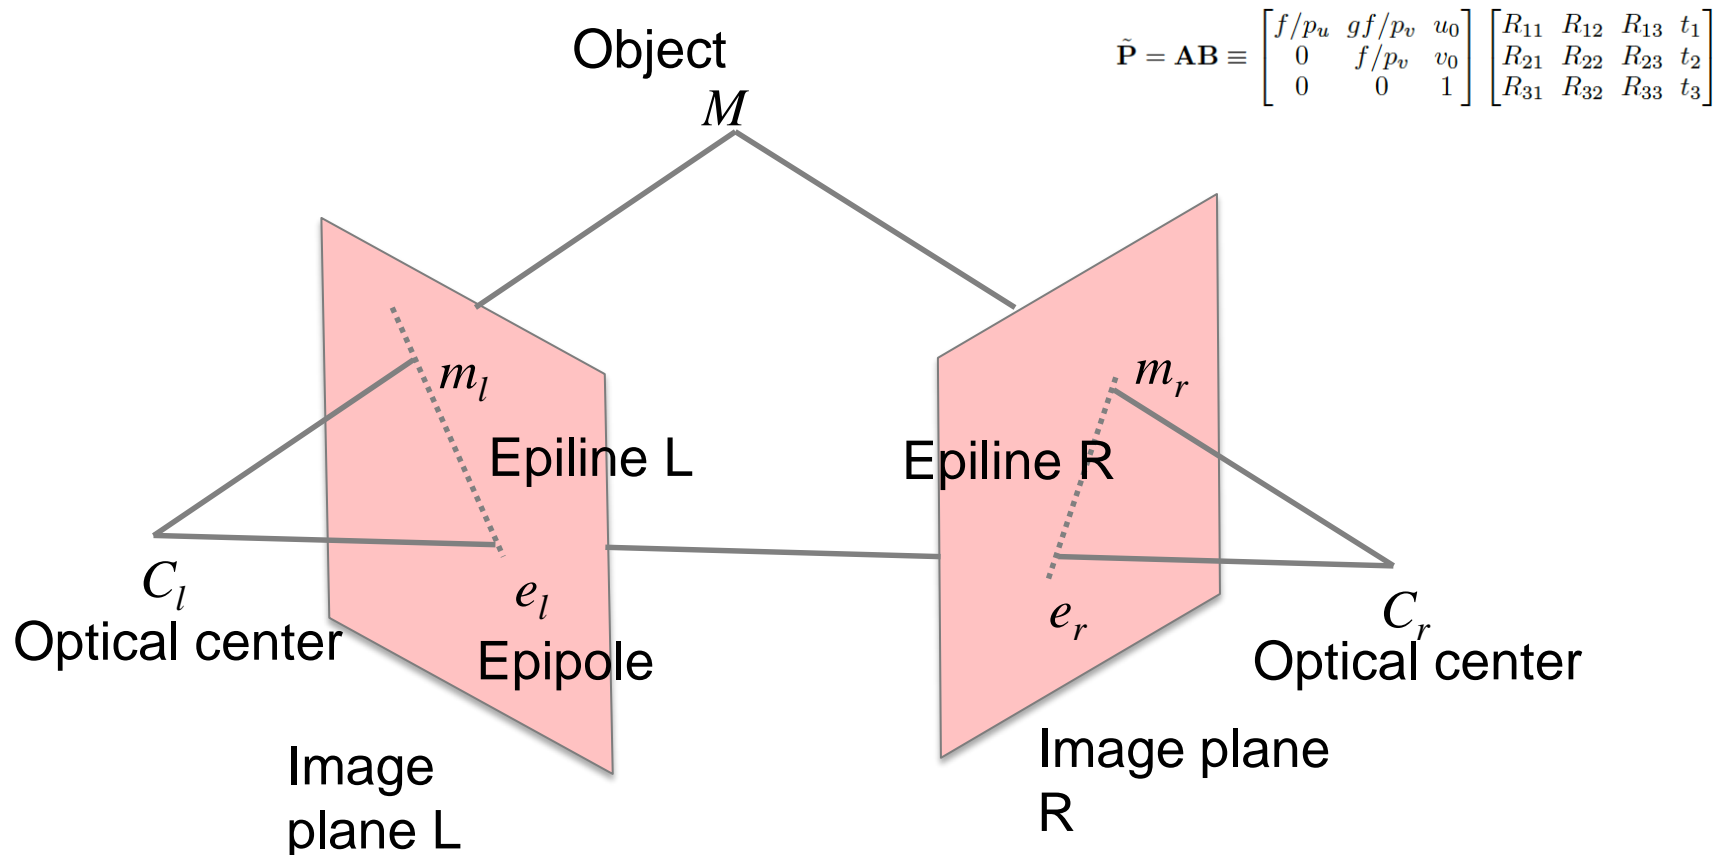 Object
M
P̃ = AB ≡ [f/p_u gf/p_v u_0; 0 f/p_v v_0; 0 0 1] [R_11 R_12 R_13 t_1; R_21 R_22 R_23 t_2; R_31 R_32 R_33 t_3]
m_l
m_r
Epiline L
Epiline R
C_l
Optical center
e_l
Epipole
e_r
C_r
Optical center
Image
plane L
Image plane
R